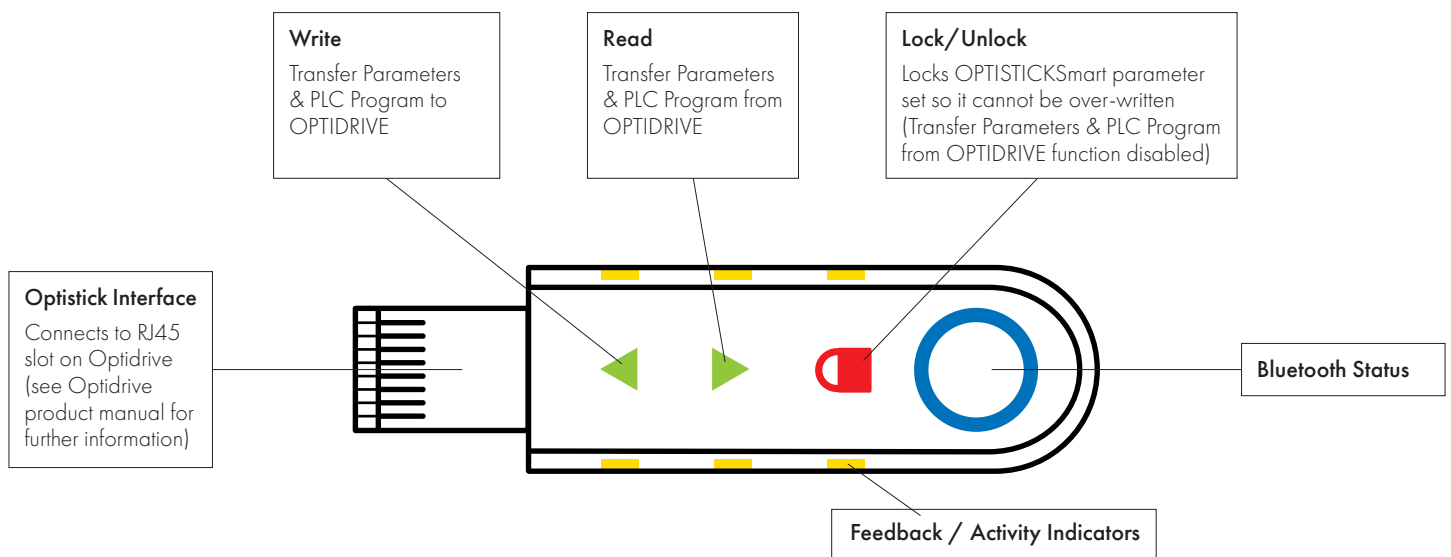 Write
Transfer Parameters
& PLC Program to
OPTIDRIVE
Read
Transfer Parameters
& PLC Program from
OPTIDRIVE
Lock/Unlock
Locks OPTISTICKSmart parameter
set so it cannot be over-written
(Transfer Parameters & PLC Program
from OPTIDRIVE function disabled)
Optistick Interface
Connects to RJ45
slot on Optidrive
(see Optidrive
product manual for
further information)
Bluetooth Status
Feedback / Activity Indicators